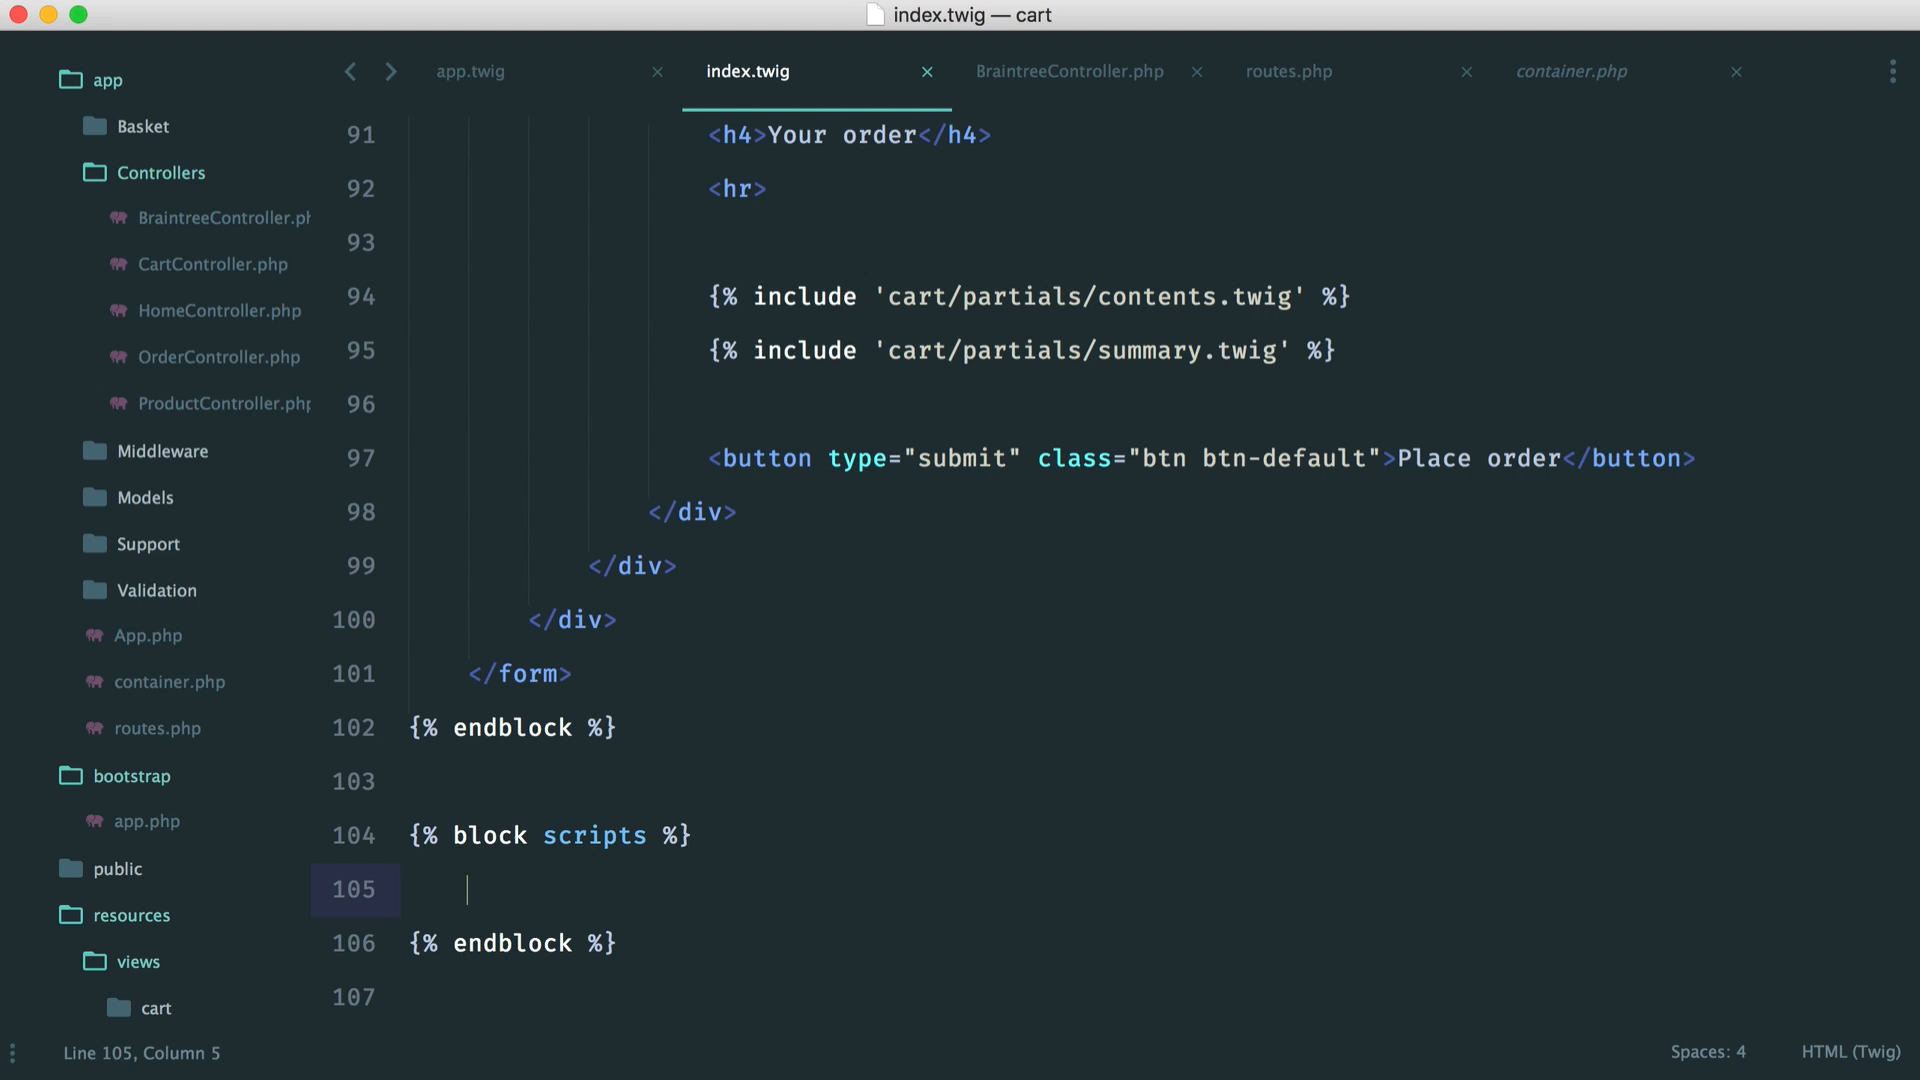 index.twig — cart
app
Basket
Controllers
BraintreeController.ph
CartController.php
HomeController.php
OrderController.php
ProductController.php
Middleware
Models
Support
Validation
App.php
container.php
routes.php
bootstrap
app.php
public
resources
views
cart
app.twig
index.twig
BraintreeController.php
routes.php
container.php
91 <h4>Your order</h4>
92 <hr>
93
94 {% include 'cart/partials/contents.twig' %}
95 {% include 'cart/partials/summary.twig' %}
96
97 <button type="submit" class="btn btn-default">Place order</button>
98 </div>
99 </div>
100 </div>
101 </form>
102 {% endblock %}
103
104 {% block scripts %}
105
106 {% endblock %}
107
Line 105, Column 5
Spaces: 4
HTML (Twig)